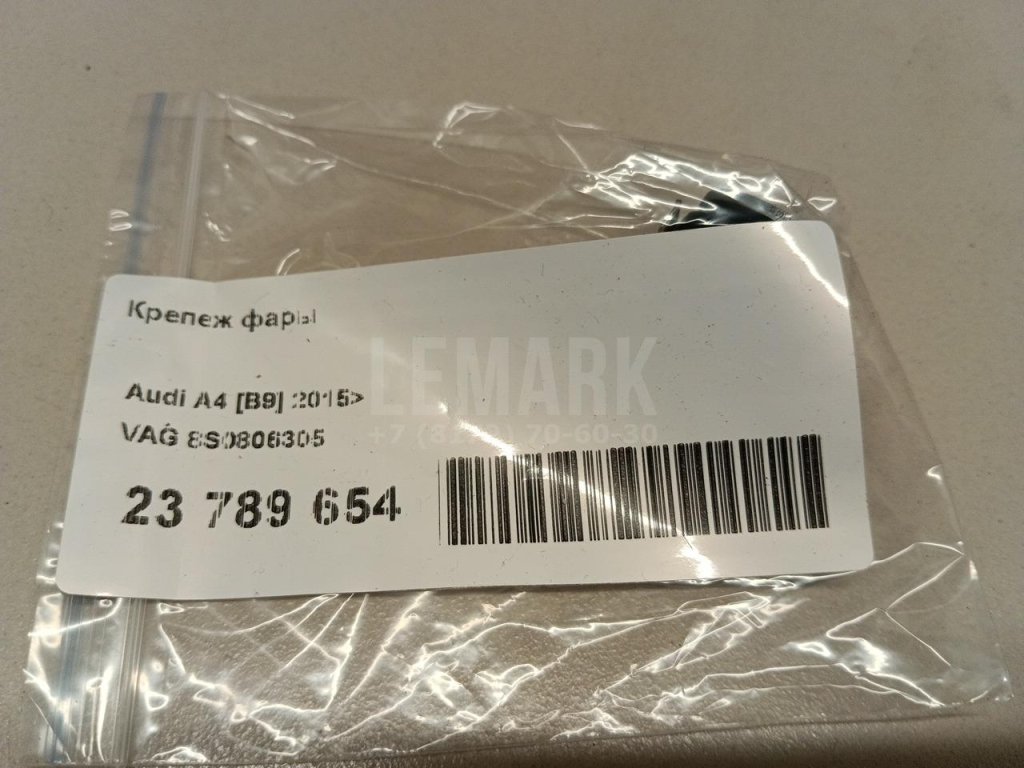 Крепеж фары
LEMARK
Audi A4 [B9] 2015>
VAG 8S0806305
23 789 654